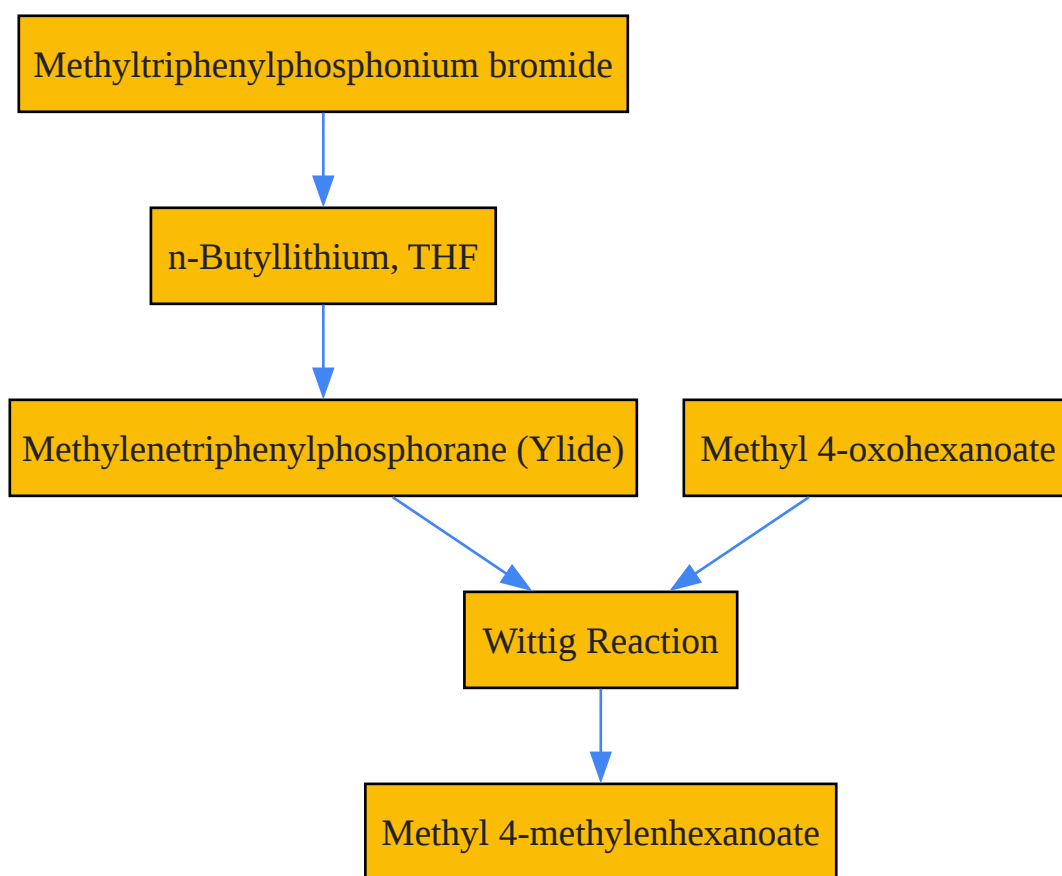 Methyltriphenylphosphonium bromide
n-Butyllithium, THF
Methylenetriphenylphosphorane (Ylide)
Methyl 4-oxohexanoate
Wittig Reaction
Methyl 4-methylenhexanoate